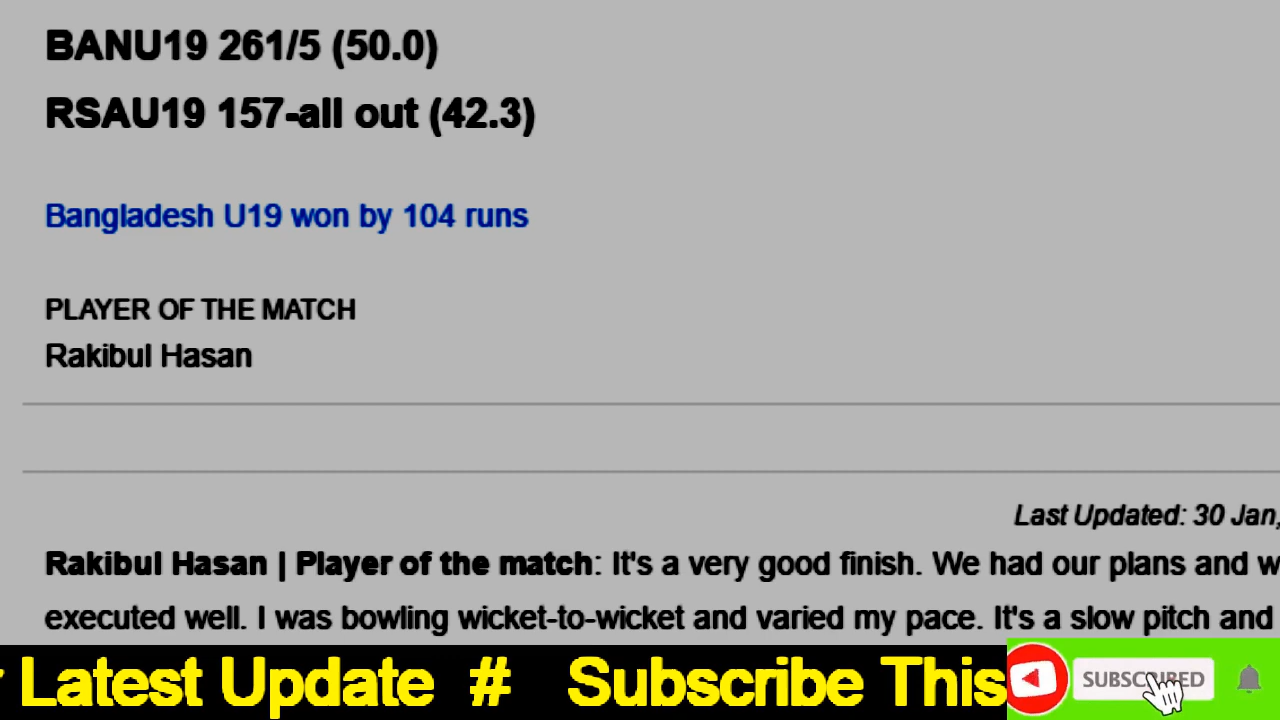 BANU19 261/5 (50.0)
RSAU19 157-all out (42.3)
Bangladesh U19 won by 104 runs
PLAYER OF THE MATCH
Rakibul Hasan
Last Updated: 30 Jan,
Rakibul Hasan | Player of the match: It's a very good finish. We had our plans and w
executed well. I was bowling wicket-to-wicket and varied my pace. It's a slow pitch and
Latest Update # Subscribe This
SUBSCRIBED